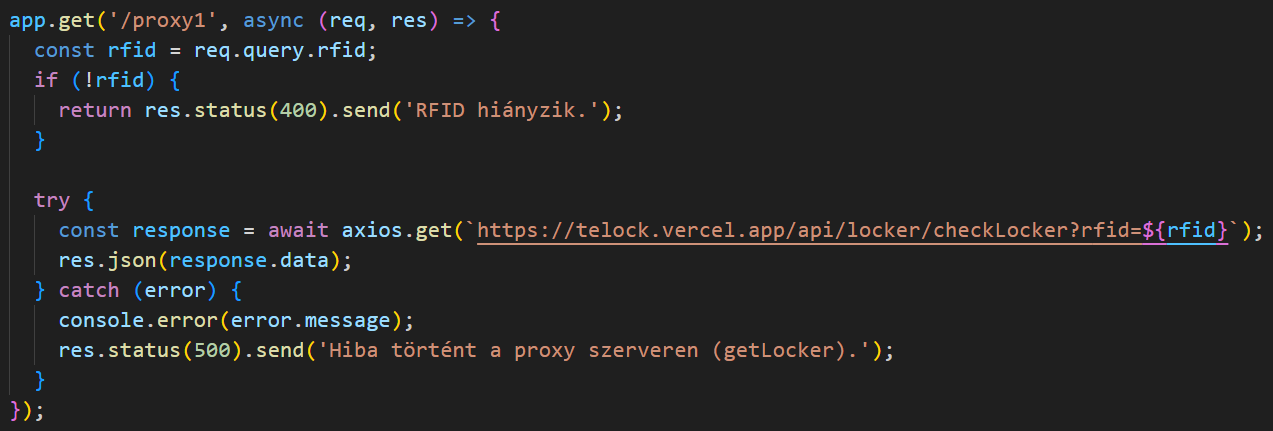 app.get('/proxy1', async (req, res) => {
  const rfid = req.query.rfid;
  if (!rfid) {
    return res.status(400).send('RFID hiányzik.');
  }

  try {
    const response = await axios.get(`https://telock.vercel.app/api/locker/checkLocker?rfid=${rfid}`);
    res.json(response.data);
  } catch (error) {
    console.error(error.message);
    res.status(500).send('Hiba történt a proxy szerveren (getLocker).');
  }
});